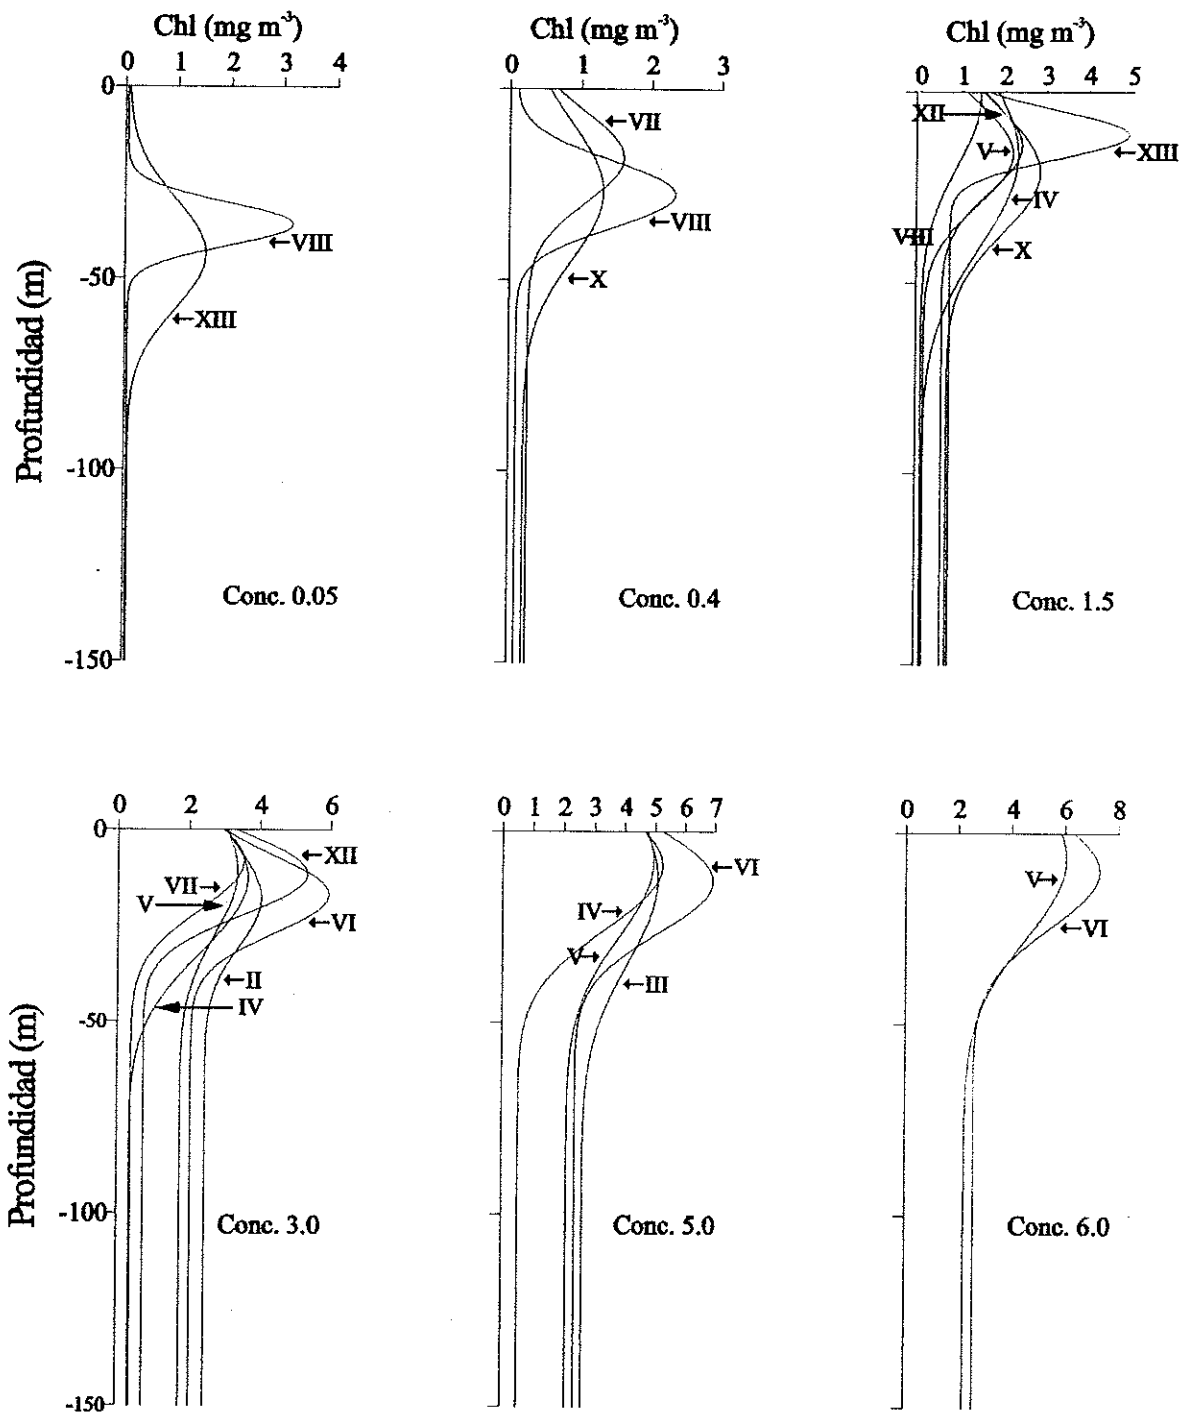 Chl (mg m⁻³)
0 1 2 3 4
Chl (mg m⁻³)
0 1 2 3
Chl (mg m⁻³)
0 1 2 3 4 5
Profundidad (m)
0
-50
-100
-150
VIII
XIII
Conc. 0.05
VII
VIII
X
Conc. 0.4
XII
V
XIII
IV
VIII
X
Conc. 1.5
0 2 4 6
0 1 2 3 4 5 6 7
0 2 4 6 8
Profundidad (m)
0
-50
-100
-150
XII
VII
V
VI
II
IV
Conc. 3.0
VI
IV
V
III
Conc. 5.0
V
VI
Conc. 6.0